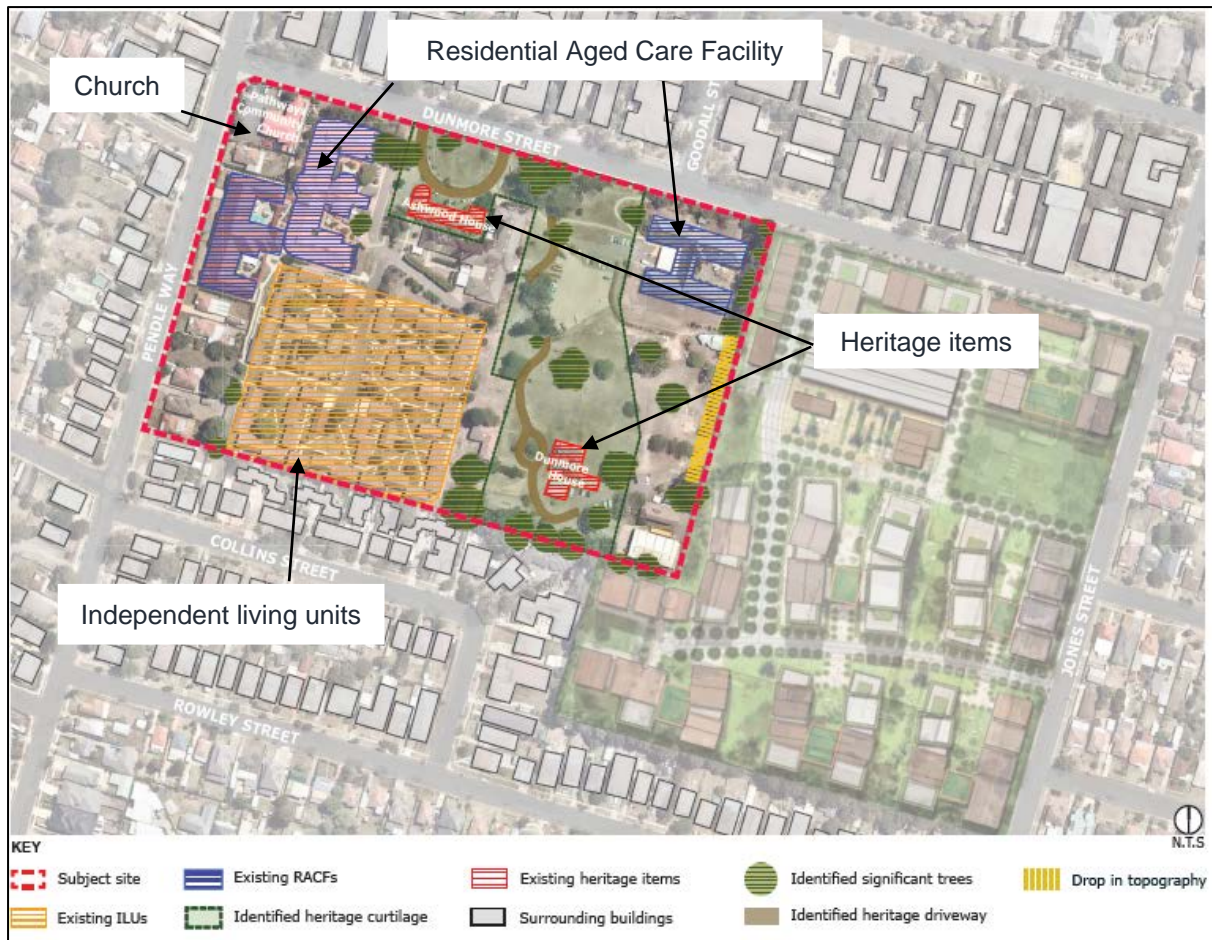 Residential Aged Care Facility
Church
Pathways
Community
Church
DUNMORE STREET
GOODALL ST
Ashwood House
PENDLE WAY
Heritage items
Dunmore
House
COLLINS STREET
Independent living units
JONES STREET
ROWLEY STREET
N.T.S
KEY
Subject site
Existing RACFs
Existing heritage items
Identified significant trees
Drop in topography
Existing ILUs
Identified heritage curtilage
Surrounding buildings
Identified heritage driveway